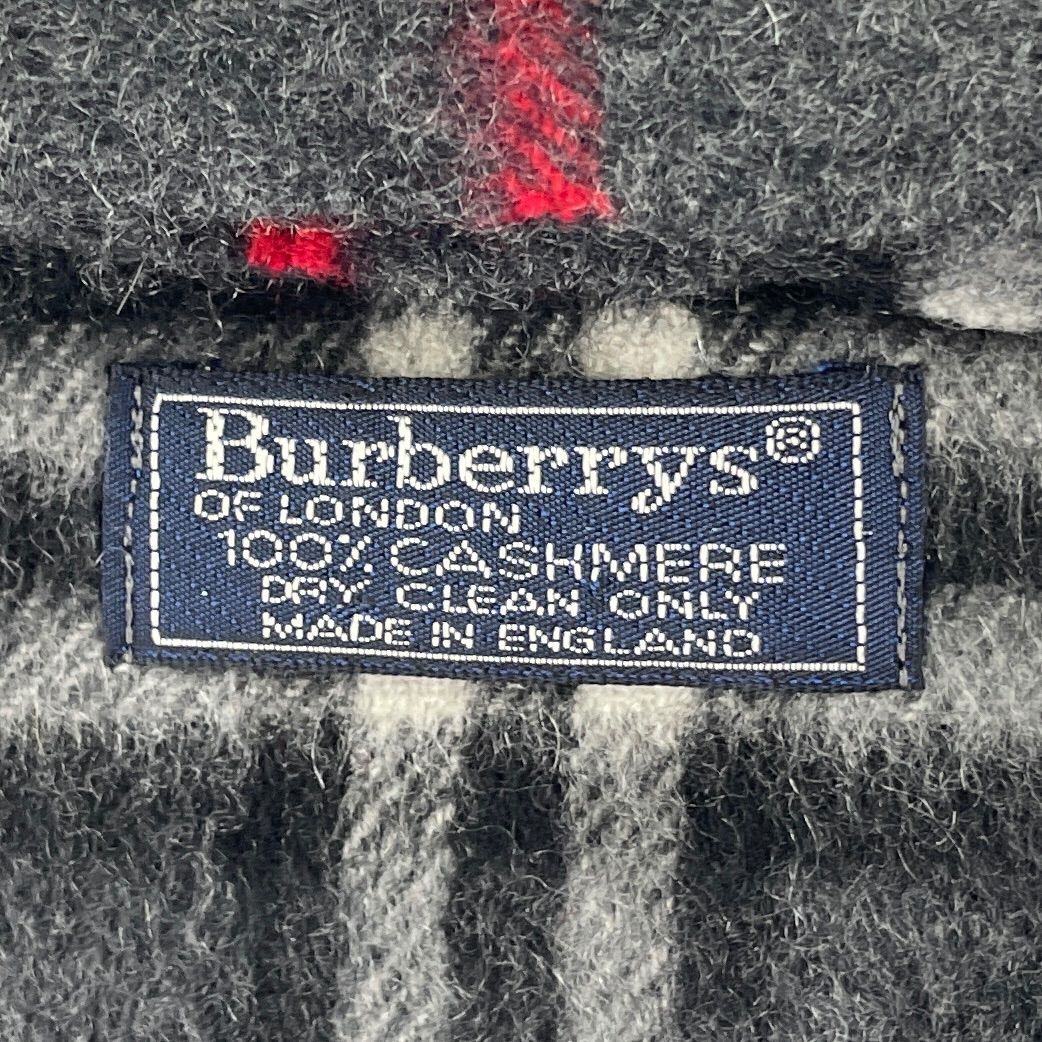 Burberrys®
OF LONDON
100% CASHMERE
DRY CLEAN ONLY
MADE IN ENGLAND